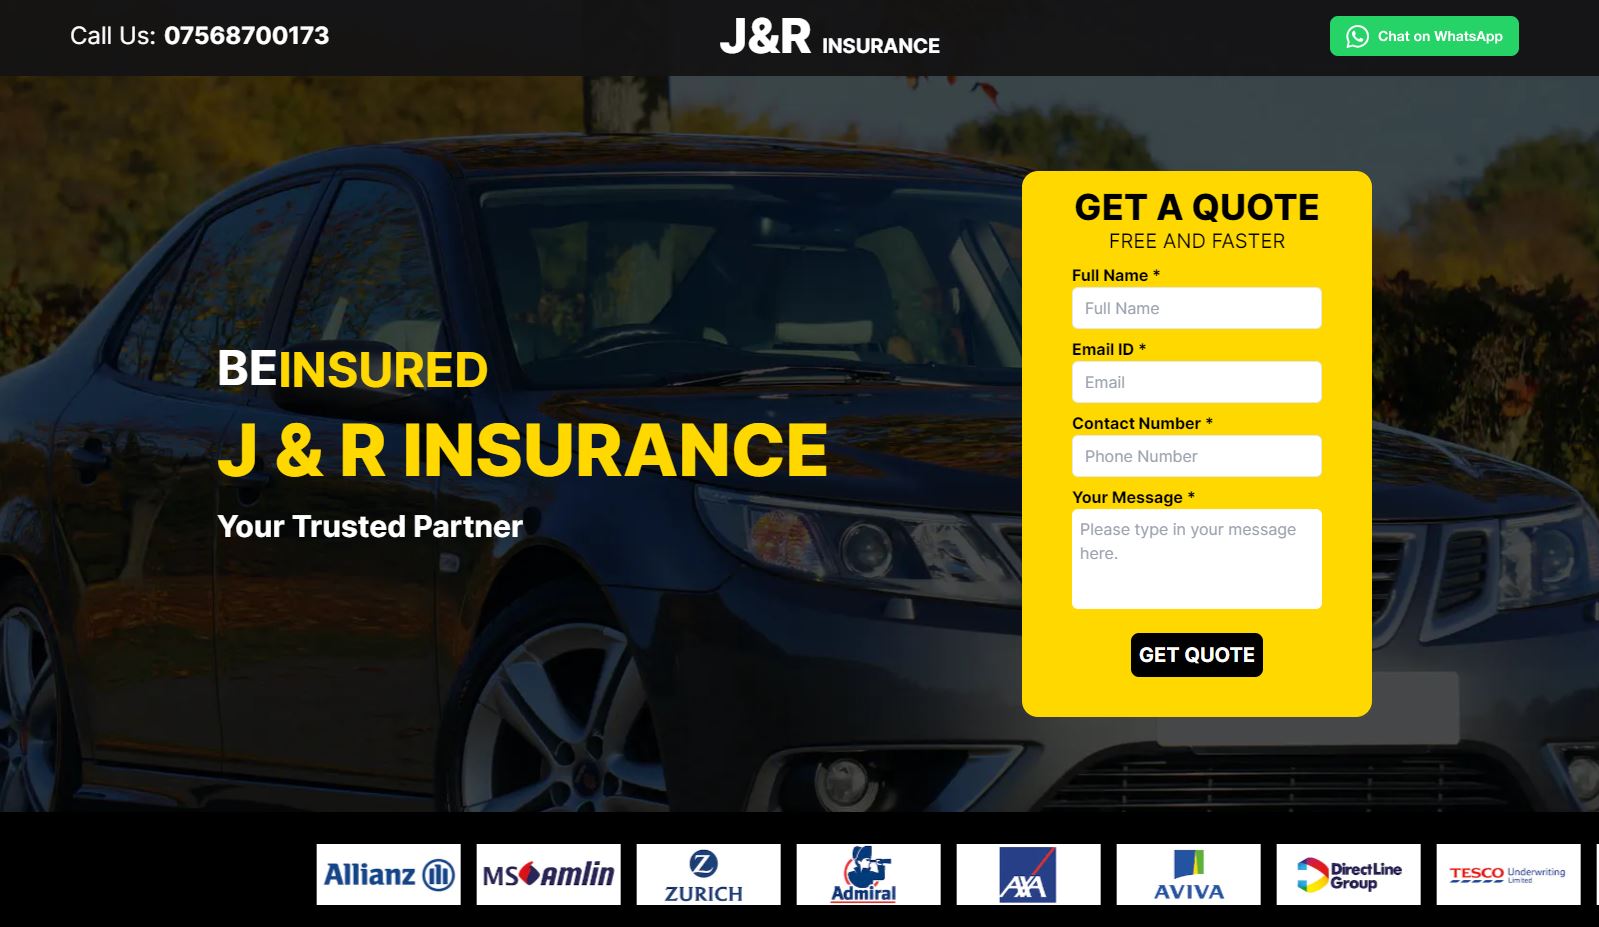 Call Us: 07568700173
J&R INSURANCE
Chat on WhatsApp
BEINSURED
J & R INSURANCE
Your Trusted Partner
GET A QUOTE
FREE AND FASTER
Full Name *
Full Name
Email ID *
Email
Contact Number *
Phone Number
Your Message *
Please type in your message
here.
GET QUOTE
Allianz
MS amlin
Z
ZURICH
Admiral
AXA
AVIVA
DirectLine
Group
TESCO Underwriting
Limited